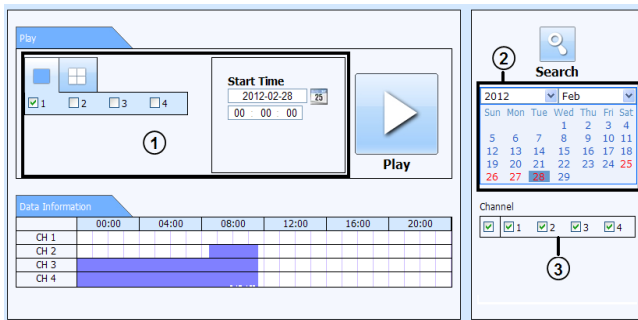 Play
1 2 3 4
Start Time
2012-02-28 25
00 : 00 : 00
1
Play
Data Information
00:00 04:00 08:00 12:00 16:00 20:00
CH 1
CH 2
CH 3
CH 4
2
Search
2012 Feb
Sun Mon Tue Wed Thu Fri Sat
1 2 3 4
5 6 7 8 9 10 11
12 13 14 15 16 17 18
19 20 21 22 23 24 25
26 27 28 29
Channel
1 2 3 4
3